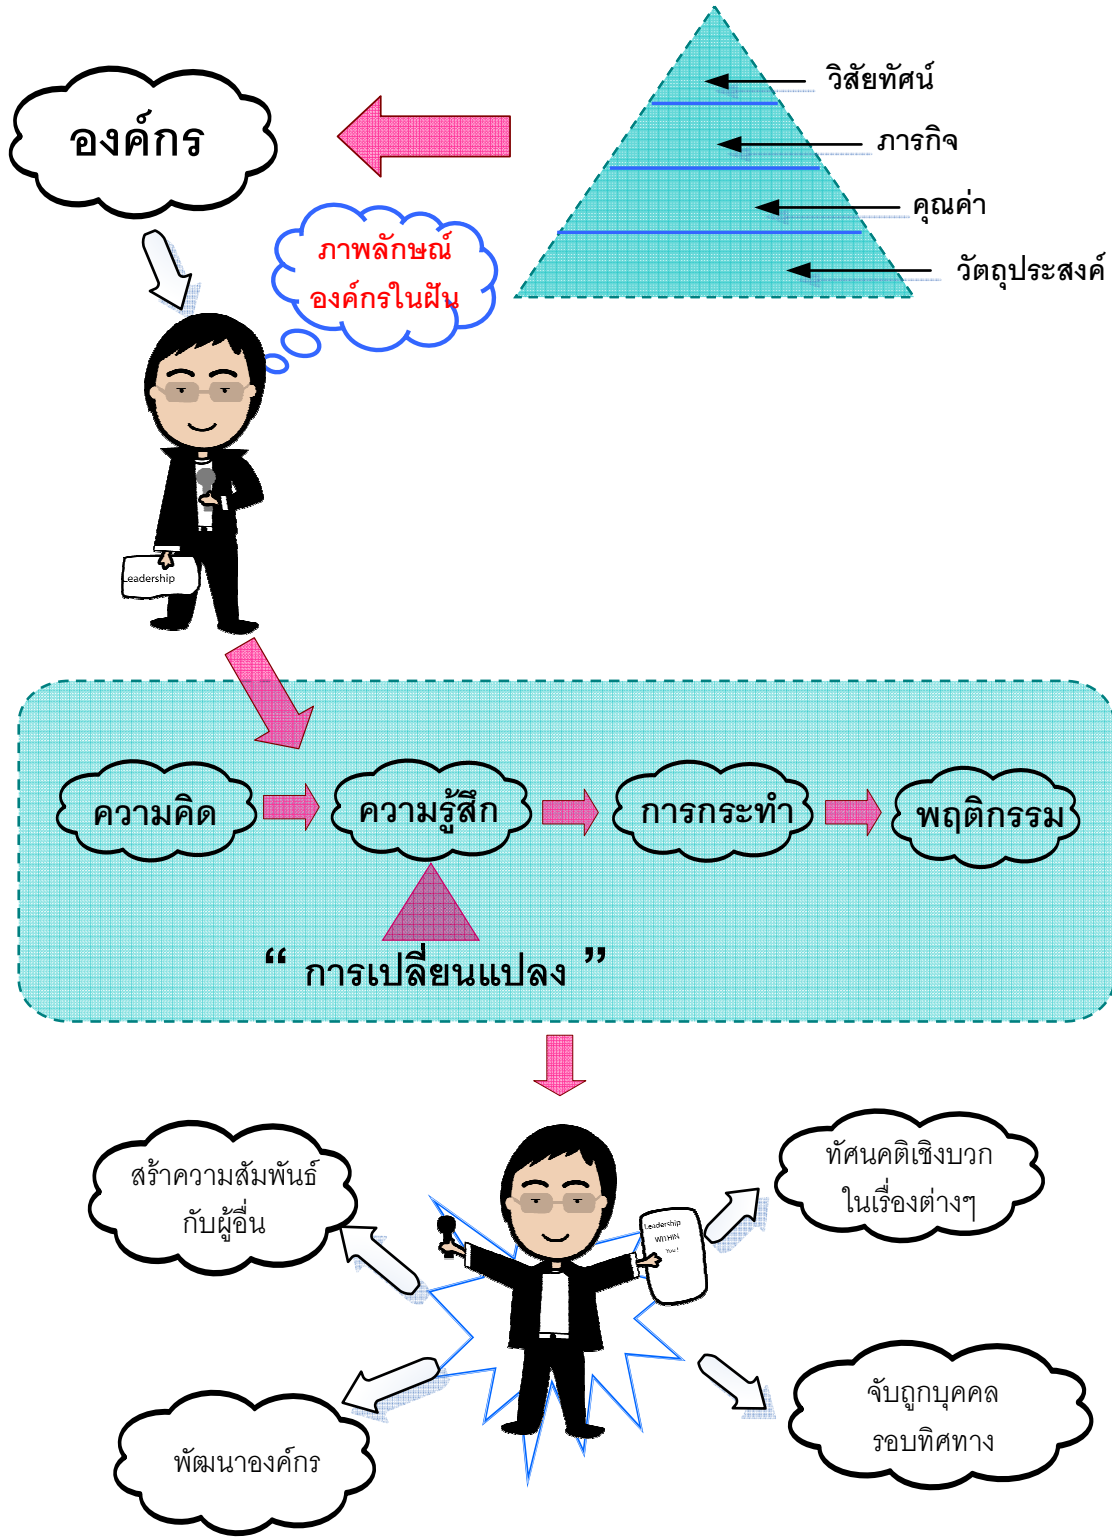 วิสัยทัศน์
องค์กร
ภารกิจ
คุณค่า
ภาพลักษณ์
องค์กรในฝัน
วัตถุประสงค์
Leadership
ความคิด
ความรู้สึก
การกระทำ
พฤติกรรม
“ การเปลี่ยนแปลง ”
สร้าความสัมพันธ์
กับผู้อื่น
ทัศนคติเชิงบวก
ในเรื่องต่างๆ
Leadership
WITHIN
You !
พัฒนาองค์กร
จับถูกบุคคล
รอบทิศทาง